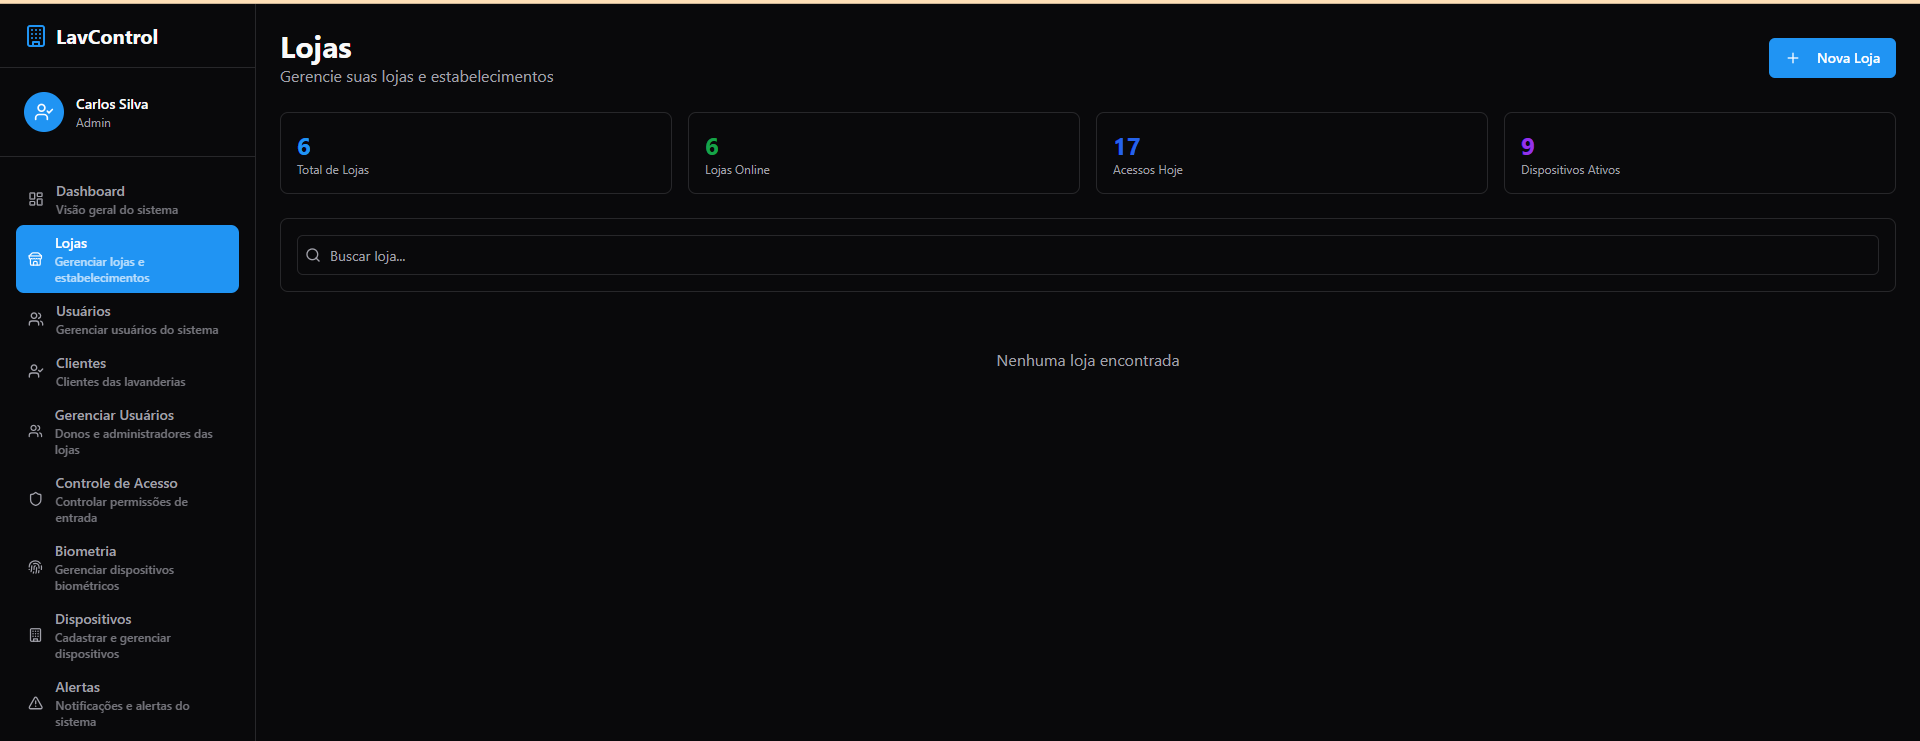 LavControl
Carlos Silva
Admin
Dashboard
Visão geral do sistema
Lojas
Gerenciar lojas e
estabelecimentos
Usuários
Gerenciar usuários do sistema
Clientes
Clientes das lavanderias
Gerenciar Usuários
Donos e administradores das
lojas
Controle de Acesso
Controlar permissões de
entrada
Biometria
Gerenciar dispositivos
biométricos
Dispositivos
Cadastrar e gerenciar
dispositivos
Alertas
Notificações e alertas do
sistema
Lojas
Gerencie suas lojas e estabelecimentos
Nova Loja
6
Total de Lojas
6
Lojas Online
17
Acessos Hoje
9
Dispositivos Ativos
Buscar loja...
Nenhuma loja encontrada